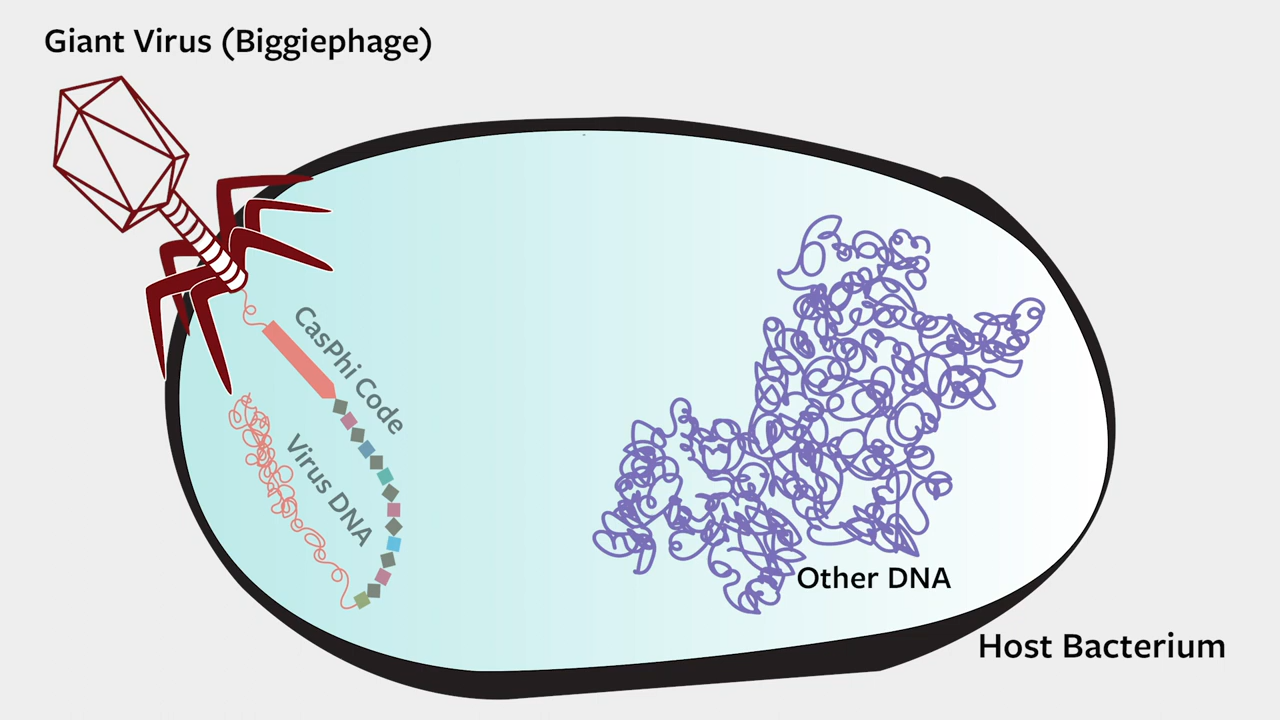 Giant Virus (Biggiephage)
CasPhi Code
Virus DNA
Other DNA
Host Bacterium